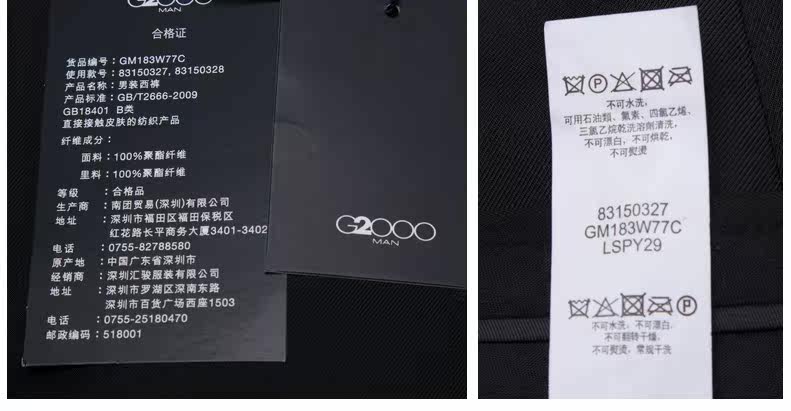 G2000
MAN
合格证
货品编号：GM183W77C
使用款号：83150327, 83150328
产品名称：男装西裤
产品标准：GB/T2666-2009
GB18401 B类
直接接触皮肤的纺织产品
纤维成分：
面料：100%聚酯纤维
里料：100%聚酯纤维
等级：合格品
生产商：南团贸易(深圳)有限公司
地址：深圳市福田区福田保税区
红花路长平商务大厦3401-3402
电话：0755-82788580
原产地：中国广东省深圳市
经销商：深圳汇骏服装有限公司
地址：深圳市罗湖区深南东路
深圳市百货广场西座1503
电话：0755-25180470
邮政编码：518001
G2000
MAN
P
不可水洗，
可用石油類、氟素、四氯乙烯、
三氯乙烷乾洗溶劑清洗，
不可漂白，不可烘乾，
不可熨燙
83150327
GM183W77C
LSPY29
P
不可水洗，不可漂白，
不可翻转干燥，
不可熨烫，常规干洗